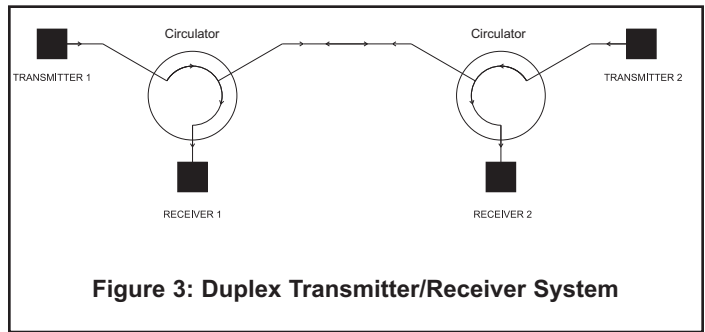 Circulator
Circulator
TRANSMITTER 1
TRANSMITTER 2
RECEIVER 1
RECEIVER 2
Figure 3: Duplex Transmitter/Receiver System